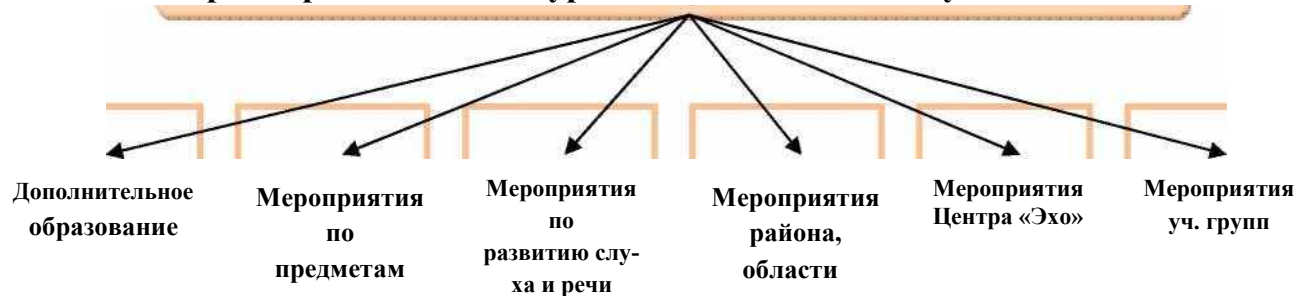 Дополнительное
образование
Мероприятия
по
предметам
Мероприятия
по
развитию слу-
ха и речи
Мероприятия
района,
области
Мероприятия
Центра «Эхо»
Мероприятия
уч. групп